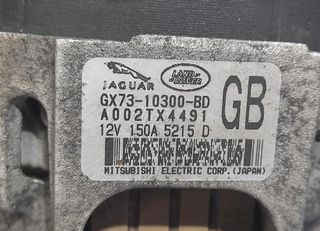 JAGUAR
LAND-
ROVER
GX73-10300-BD
GB
A002TX4491
12V 150A 5215 D
MITSUBISHI ELECTRIC CORP.(JAPAN)